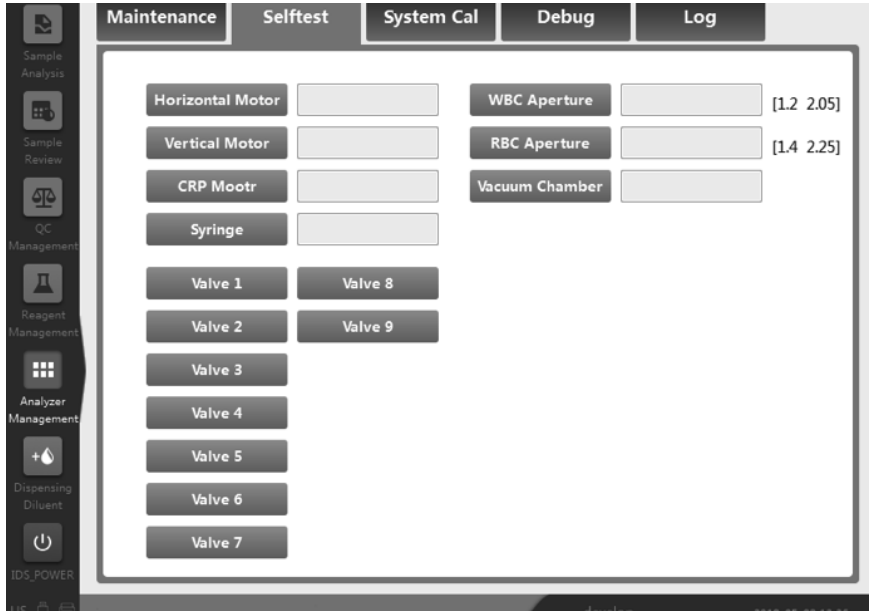 Maintenance Selftest System Cal Debug Log
Sample
Analysis
Sample
Review
QC
Management
Reagent
Management
Analyzer
Management
Dispensing
Diluent
IDS_POWER
Horizontal Motor WBC Aperture [1.2 2.05]
Vertical Motor RBC Aperture [1.4 2.25]
CRP Mootr Vacuum Chamber
Syringe
Valve 1 Valve 8
Valve 2 Valve 9
Valve 3
Valve 4
Valve 5
Valve 6
Valve 7